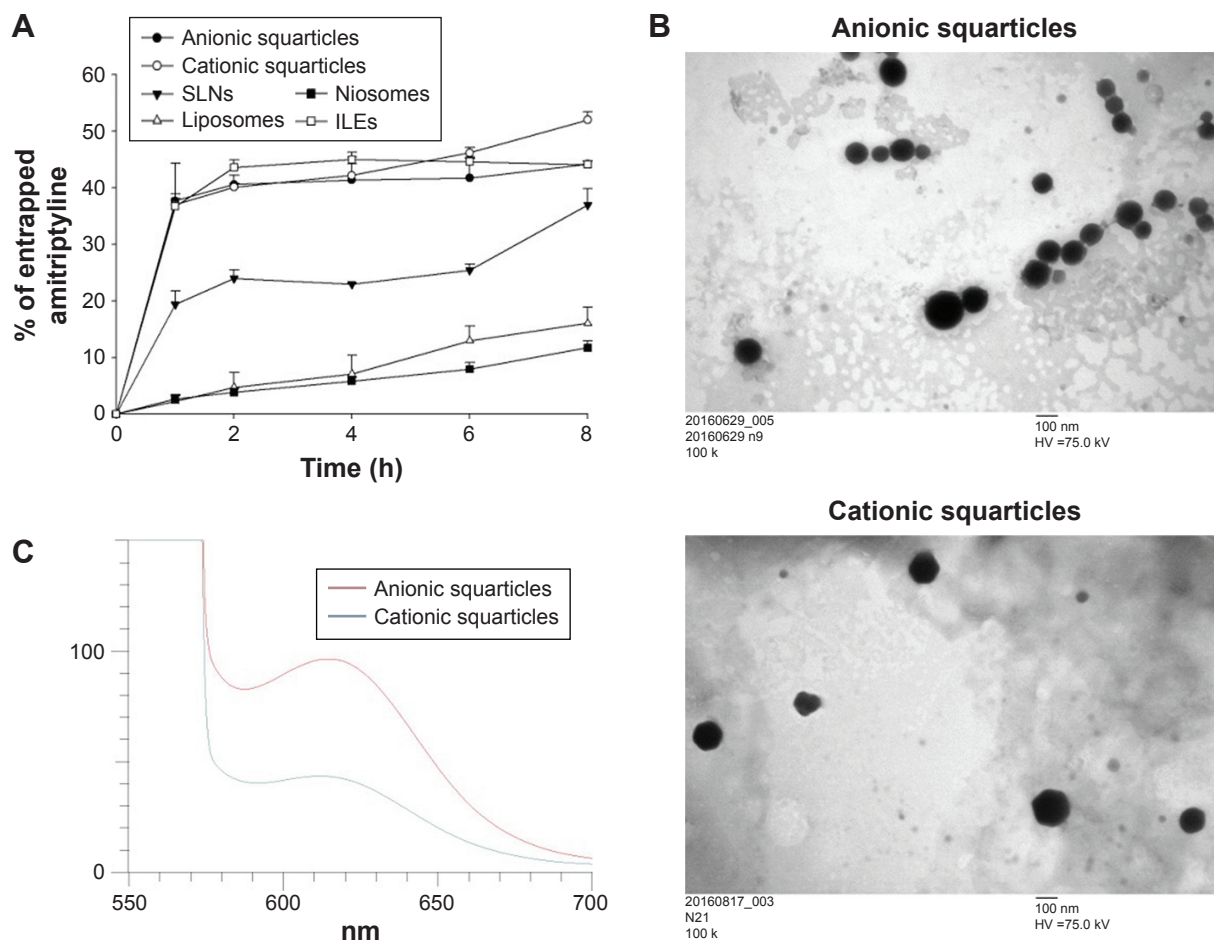 A
Anionic squarticles
Cationic squarticles
SLNs
Niosomes
Liposomes
ILEs
60
50
40
30
20
10
0
0
2
4
6
8
% of entrapped
amitriptyline
Time (h)
B
Anionic squarticles
20160629_005
20160629 n9
100 k
100 nm
HV =75.0 kV
Cationic squarticles
20160817_003
N21
100 k
100 nm
HV =75.0 kV
C
Anionic squarticles
Cationic squarticles
100
0
550
600
650
700
nm